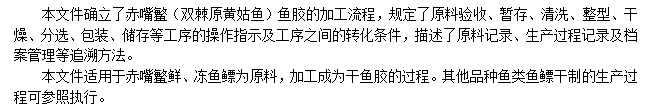 本文件确立了赤嘴鳘（双棘原黄姑鱼）鱼胶的加工流程，规定了原料验收、暂存、清洗、整型、干
燥、分选、包装、储存等工序的操作指示及工序之间的转化条件，描述了原料记录、生产过程记录及档
案管理等追溯方法。
本文件适用于赤嘴鳘鲜、冻鱼鳔为原料，加工成为干鱼胶的过程。其他品种鱼类鱼鳔干制的生产过
程可参照执行。